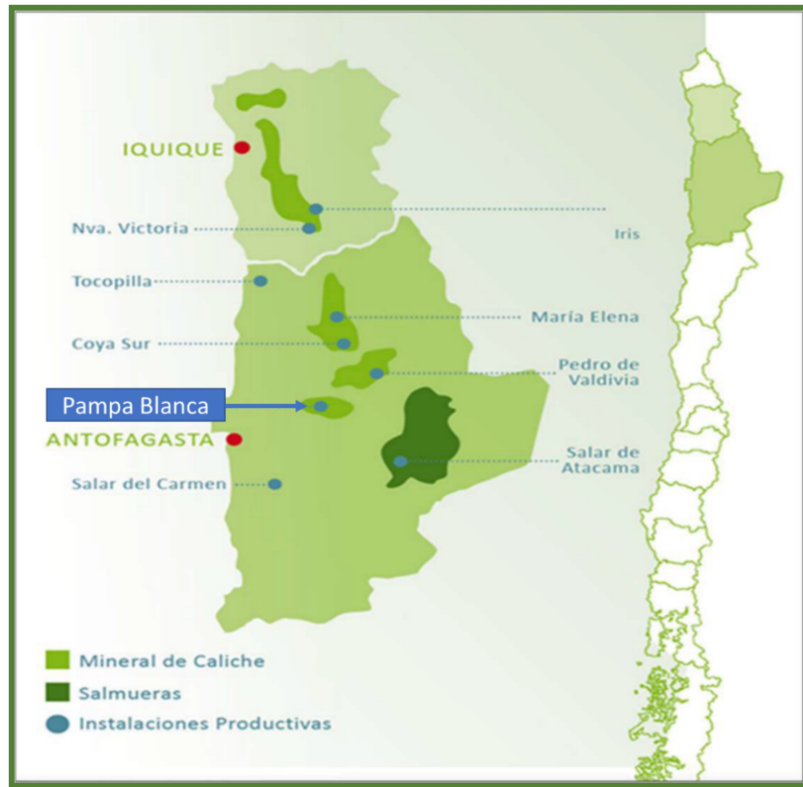 IQUIQUE
Nva. Victoria
Iris
Tocopilla
María Elena
Coya Sur
Pedro de
Valdivia
Pampa Blanca
ANTOFAGASTA
Salar de
Atacama
Salar del Carmen
Mineral de Caliche
Salmueras
Instalaciones Productivas